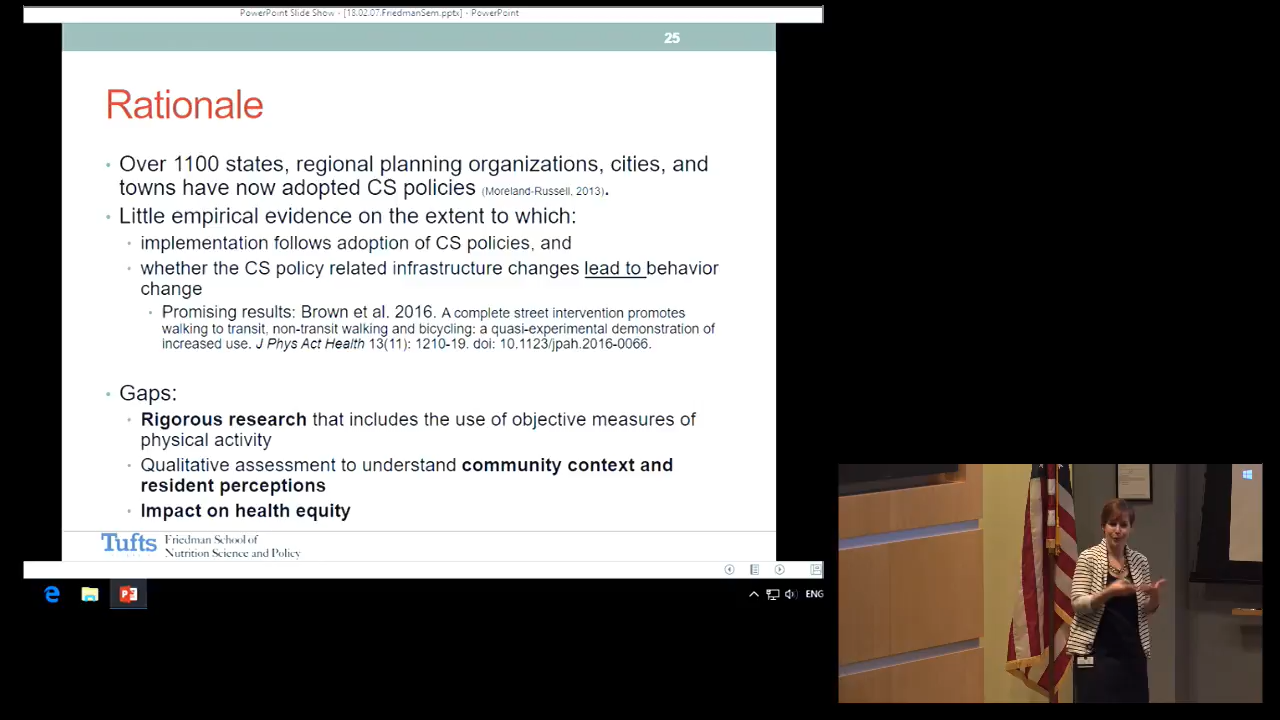 PowerPoint Slide Show - [18.02.07.FriedmanSem.pptx] - PowerPoint
25
Rationale
• Over 1100 states, regional planning organizations, cities, and
towns have now adopted CS policies (Moreland-Russell, 2013).
• Little empirical evidence on the extent to which:
• implementation follows adoption of CS policies, and
• whether the CS policy related infrastructure changes lead to behavior
change
• Promising results: Brown et al. 2016. A complete street intervention promotes
walking to transit, non-transit walking and bicycling: a quasi-experimental demonstration of
increased use. J Phys Act Health 13(11): 1210-19. doi: 10.1123/jpah.2016-0066.
• Gaps:
• Rigorous research that includes the use of objective measures of
physical activity
• Qualitative assessment to understand community context and
resident perceptions
• Impact on health equity
Tufts Friedman School of
Nutrition Science and Policy
ENG